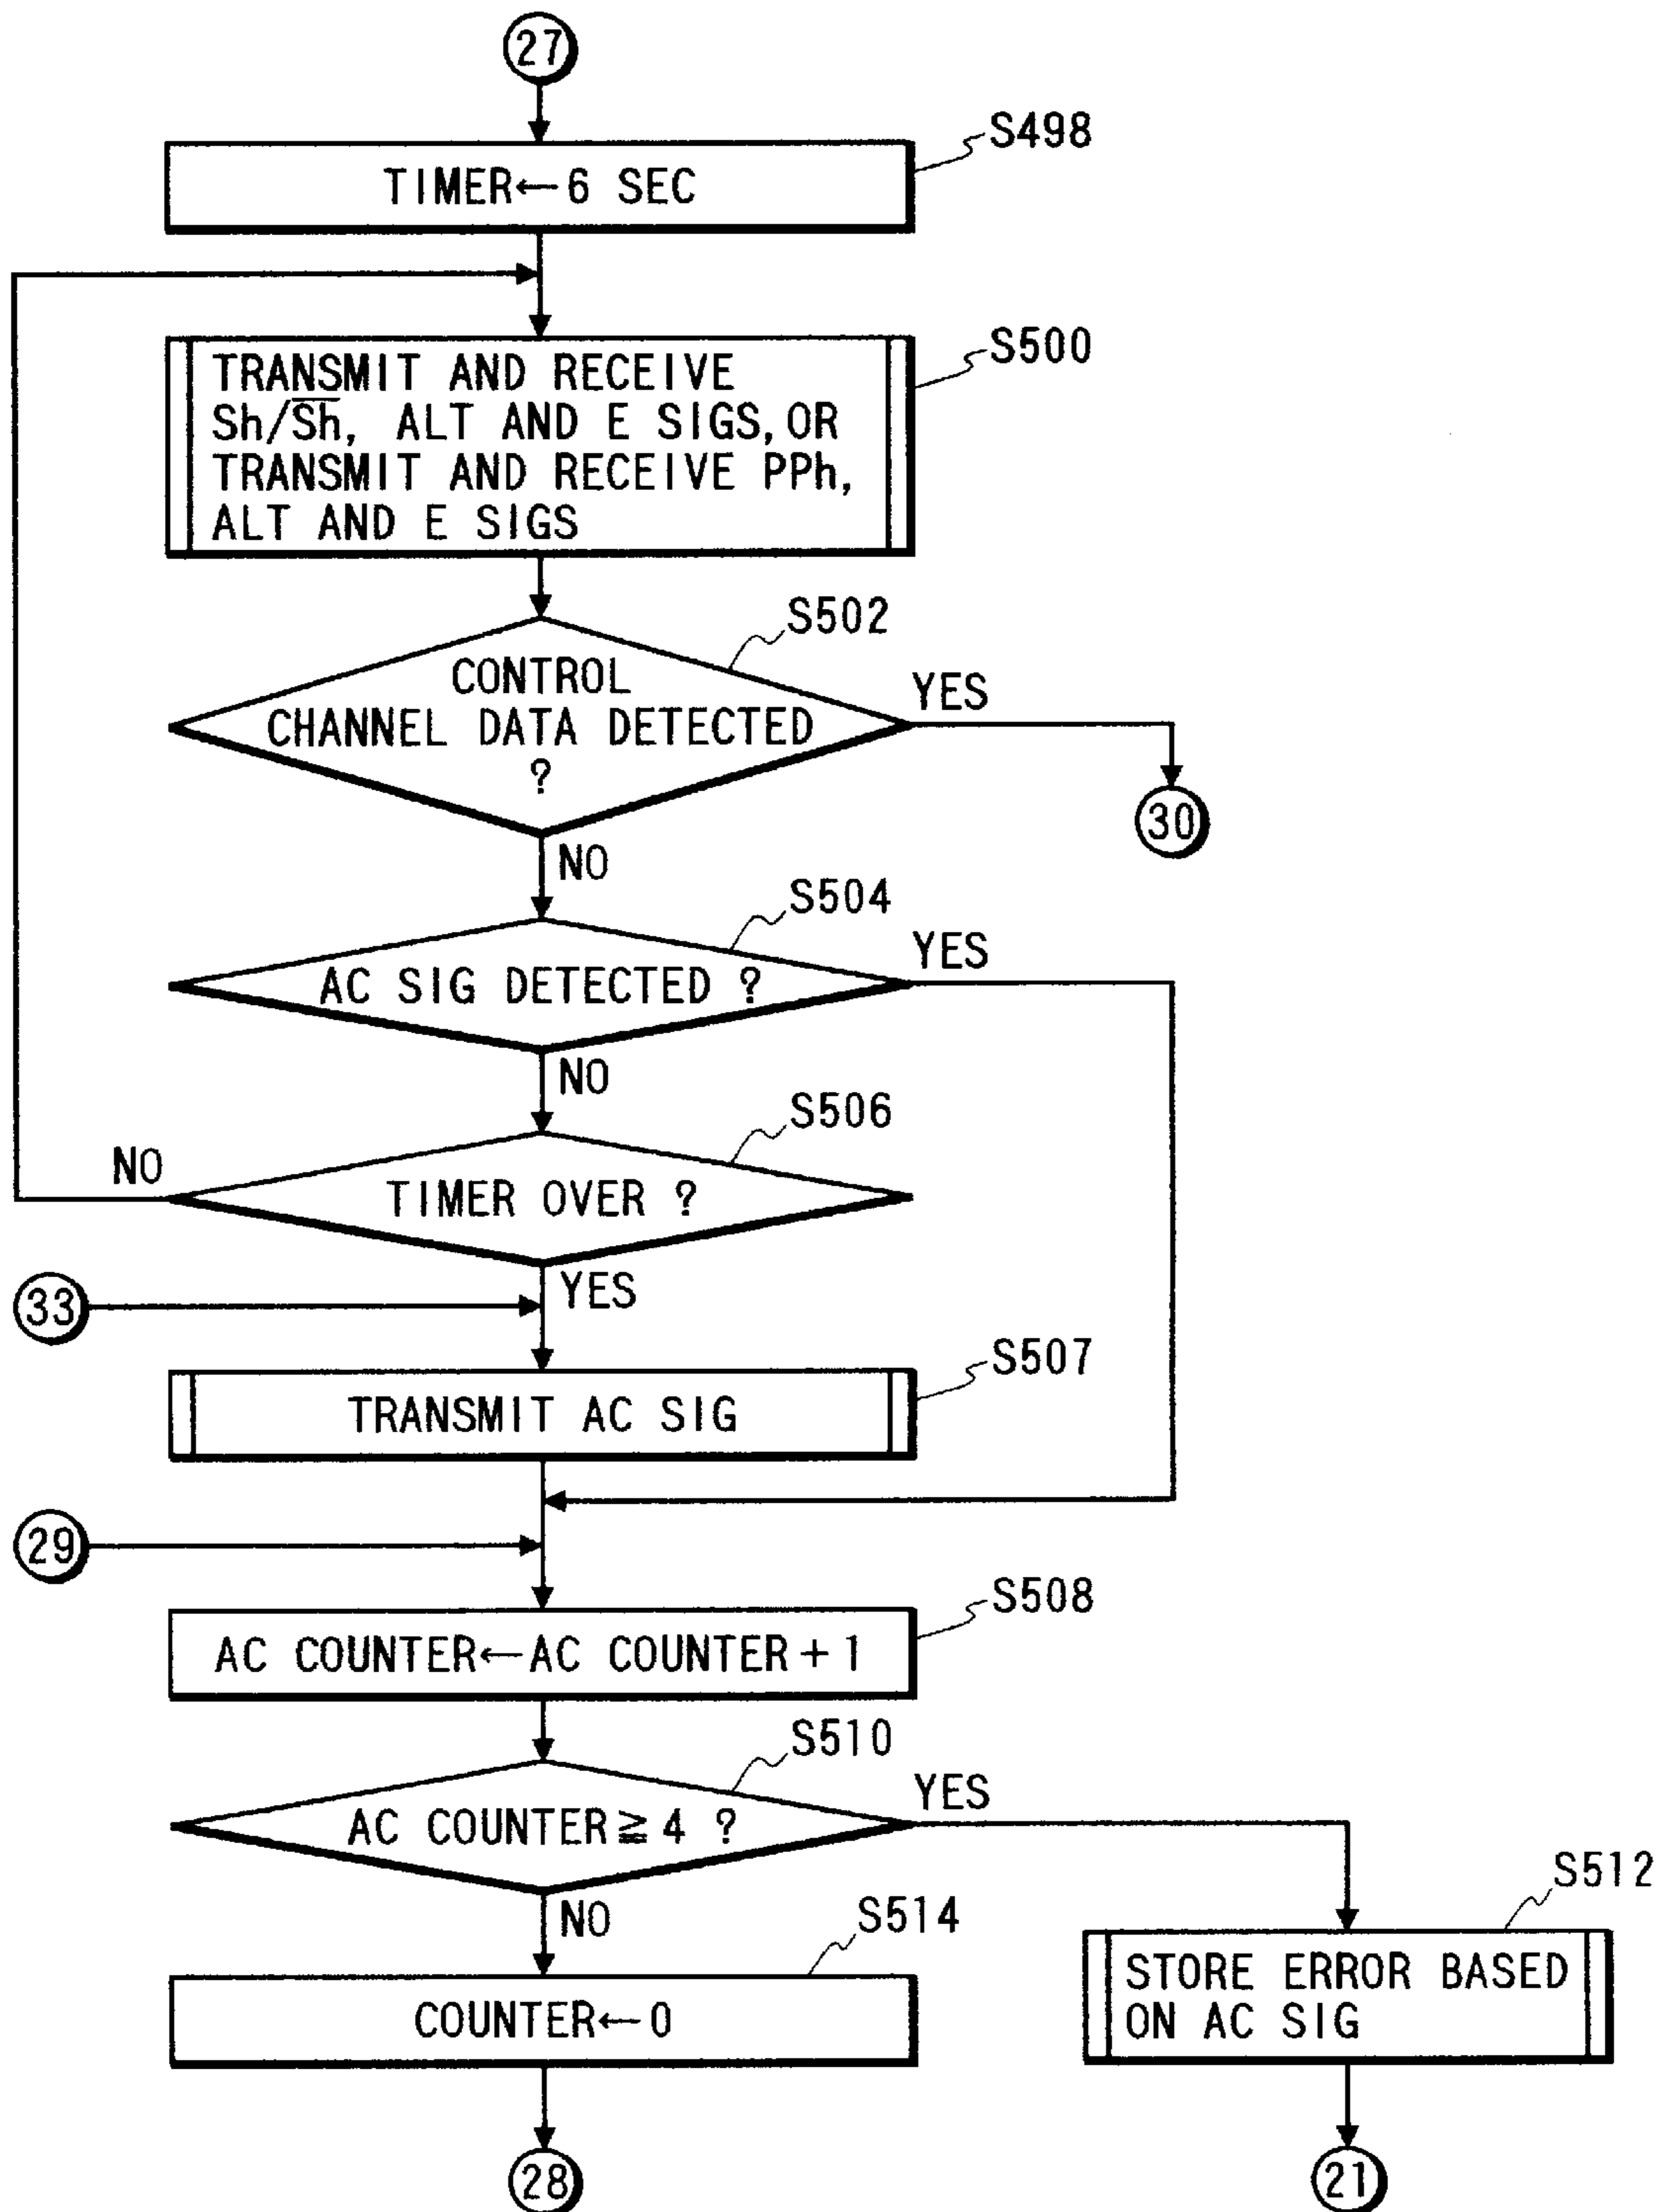 27
S498
TIMER←6 SEC
S500
TRANSMIT AND RECEIVE
Sh/S̅h̅, ALT AND E SIGS, OR
TRANSMIT AND RECEIVE PPh,
ALT AND E SIGS
S502
CONTROL
CHANNEL DATA DETECTED
?
YES
30
NO
S504
AC SIG DETECTED ?
YES
NO
S506
TIMER OVER ?
NO
YES
33
S507
TRANSMIT AC SIG
29
S508
AC COUNTER←AC COUNTER+1
S510
AC COUNTER≧4 ?
YES
NO
S512
STORE ERROR BASED
ON AC SIG
S514
COUNTER←0
28
21